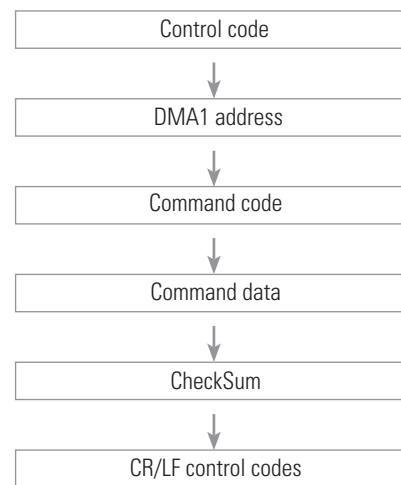 Control code
DMA1 address
Command code
Command data
CheckSum
CR/LF control codes